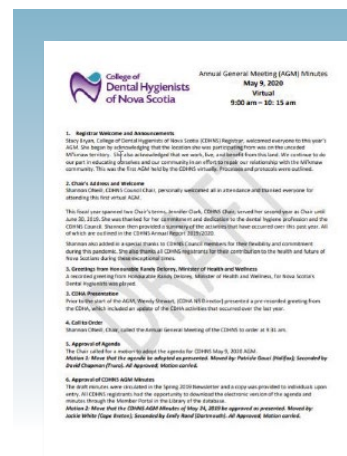 College of
Dental Hygienists
of Nova Scotia
Annual General Meeting (AGM) Minutes
May 9, 2020
Virtual
9:00 am – 10: 15 am
1. Registrar Welcome and Announcements
Stacy Bryan, College of Dental Hygienists of Nova Scotia (CDHNS) Registrar, welcomed everyone to this year's
AGM. She began by acknowledging that the location she was participating from was on the unceded
Mi'kmaw territory. She also acknowledged that we work, live, and benefit from this land. We continue to do
our part in educating ourselves and our community in an effort to repair our relationship with the Mi'kmaw
community. This was the first AGM held by the CDHNS virtually. Processes and protocols were outlined.
2. Chair's Address and Welcome
Shannon O'Neill, CDHNS Council Chair, personally welcomed all in attendance and thanked everyone for
attending this first virtual AGM.
This fiscal year spanned two Chair's terms. Jennifer Clark, CDHNS Chair, served her second year as Chair until
June 30, 2019. She was thanked for her commitment and dedication to the dental hygiene profession and the
CDHNS Council. Shannon then provided a summary of the activities that have occurred over this past year. All
of which are outlined in the CDHNS Annual Report 2019/2020.
Shannon also added in a special thanks to CDHNS Council members for their flexibility and commitment
during this pandemic. She also thanks all CDHNS registrants for their contribution to the health and future of
Nova Scotians during these exceptional times.
3. Greetings from Honourable Randy Delorey, Minister of Health and Wellness
A recorded greeting from Honourable Randy Delorey, Minister of Health and Wellness, for Nova Scotia's
Dental Hygienists was played.
4. CDHA Presentation
Prior to the start of the AGM, Wendy Stewart, (CDHA NS Director) presented a pre-recorded greeting from
the CDHA, which included an update of the CDHA activities that occurred over the last year.
4. Call to Order
Shannon O'Neill, Chair, called the Annual General Meeting of the CDHNS to order at 9:31 am.
5. Approval of Agenda
The Chair called for a motion to adopt the agenda for CDHNS May 9, 2020 AGM.
Motion 1: Move that the agenda be adopted as presented. Moved by: Patricia Gauci (Halifax); Seconded by
David Chapman (Truro). All Approved; Motion carried.
6. Approval of CDHNS AGM Minutes
The draft minutes were circulated in the Spring 2019 Newsletter and a copy was provided to individuals upon
entry. All CDHNS registrants had the opportunity to download the electronic version of the agenda and
minutes through the Member Portal in the Library of the database.
Motion 2: Move that the CDHNS AGM Minutes of May 24, 2019 be approved as presented. Moved by:
Jackie White (Cape Breton). Seconded by Emily Rand (Dartmouth). All Approved; Motion carried.
DRAFT